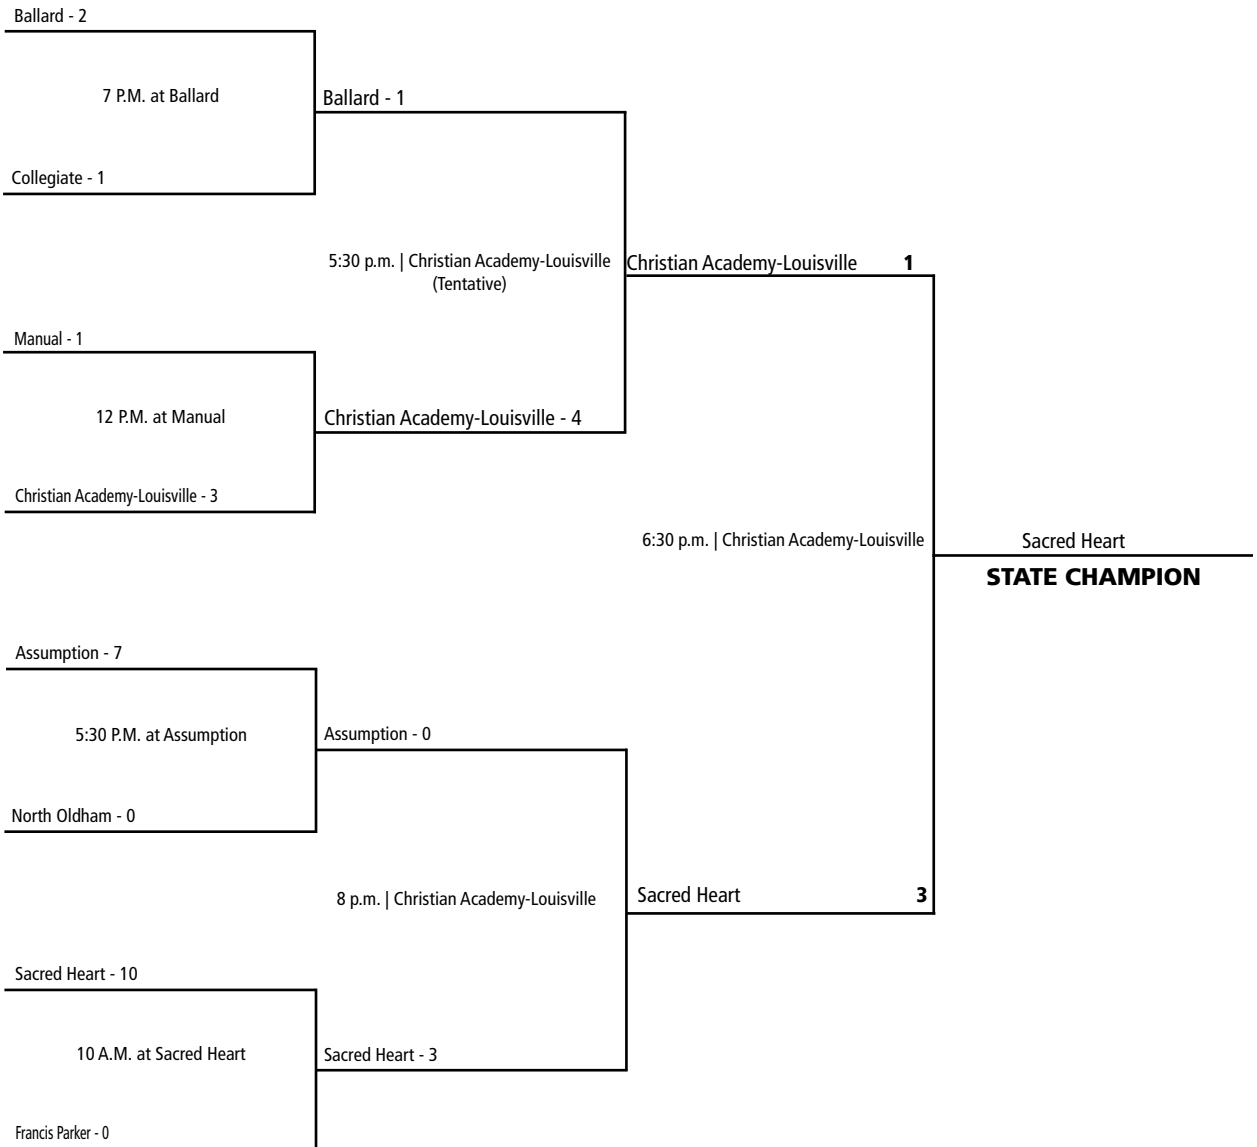 Ballard - 2
7 P.M. at Ballard
Ballard - 1
Collegiate - 1
5:30 p.m. | Christian Academy-Louisville
(Tentative)
Christian Academy-Louisville 1
Manual - 1
12 P.M. at Manual
Christian Academy-Louisville - 4
Christian Academy-Louisville - 3
6:30 p.m. | Christian Academy-Louisville
Sacred Heart
STATE CHAMPION
Assumption - 7
5:30 P.M. at Assumption
Assumption - 0
North Oldham - 0
8 p.m. | Christian Academy-Louisville
Sacred Heart 3
Sacred Heart - 10
10 A.M. at Sacred Heart
Sacred Heart - 3
Francis Parker - 0